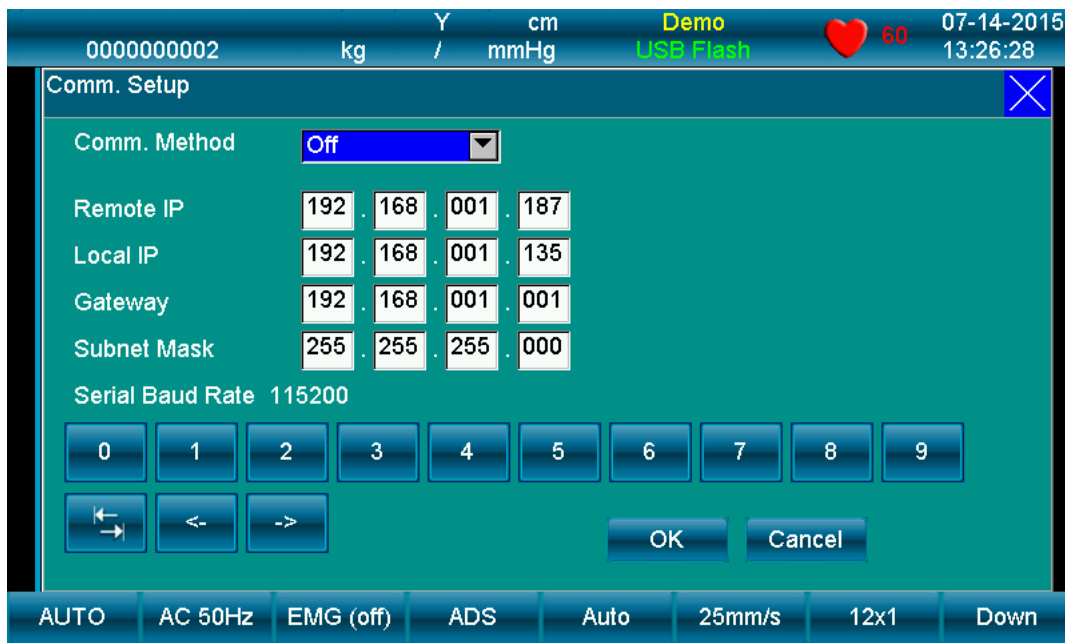 Y cm Demo 60 07-14-2015
0000000002 kg / mmHg USB Flash 13:26:28
Comm. Setup
Comm. Method Off
Remote IP 192 . 168 . 001 . 187
Local IP 192 . 168 . 001 . 135
Gateway 192 . 168 . 001 . 001
Subnet Mask 255 . 255 . 255 . 000
Serial Baud Rate 115200
0 1 2 3 4 5 6 7 8 9
<- ->
OK Cancel
AUTO AC 50Hz EMG (off) ADS Auto 25mm/s 12x1 Down